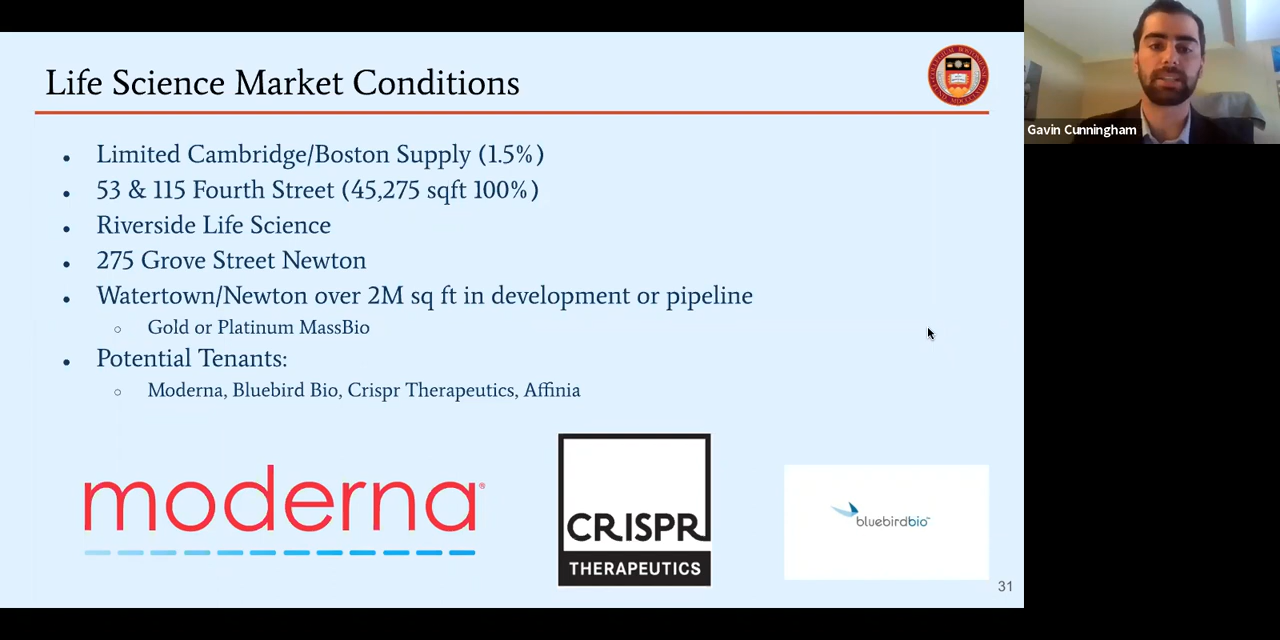 Life Science Market Conditions
Gavin Cunningham
• Limited Cambridge/Boston Supply (1.5%)
• 53 & 115 Fourth Street (45,275 sqft 100%)
• Riverside Life Science
• 275 Grove Street Newton
• Watertown/Newton over 2M sq ft in development or pipeline
○ Gold or Platinum MassBio
• Potential Tenants:
○ Moderna, Bluebird Bio, Crispr Therapeutics, Affinia
moderna®
CRISPR
THERAPEUTICS
bluebirdbio™
31